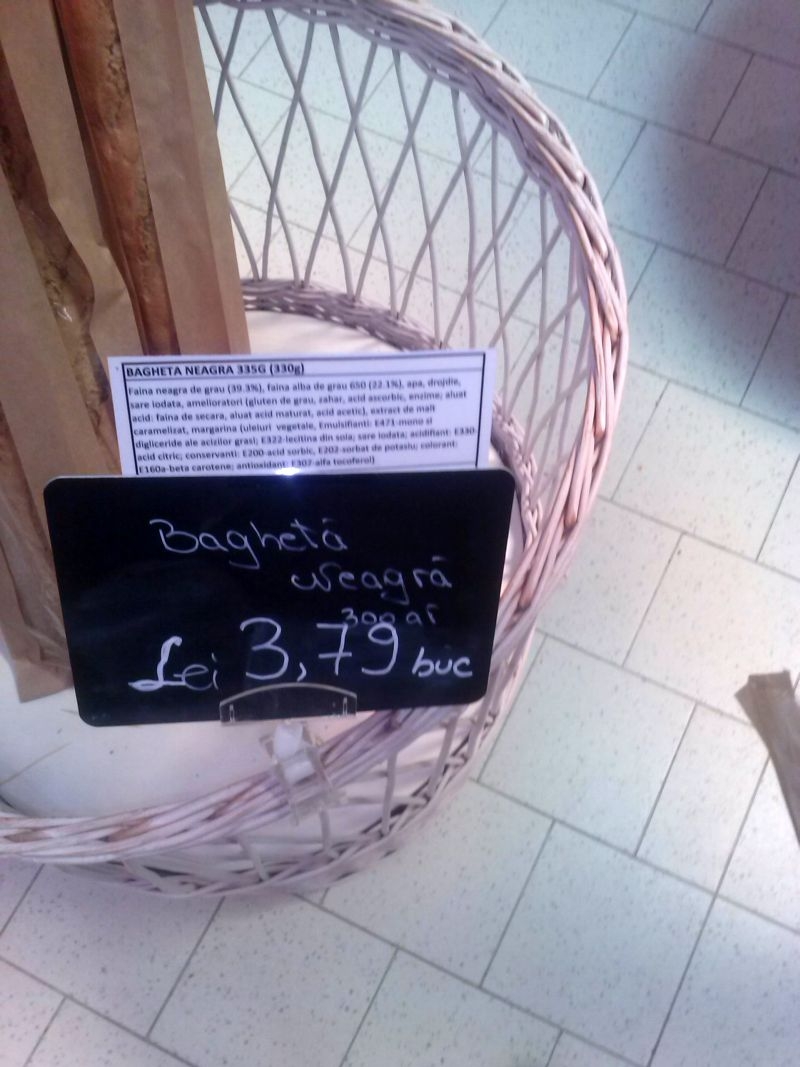 BAGHETA NEAGRA 335G (330g)
Faina neagra de grau (39.3%), faina alba de grau 650 (22.1%), apa, drojdie,
sare iodata, amelioratori (gluten de grau, zahar, acid ascorbic, enzime; aluat
acid: faina de secara, aluat acid maturat, acid acetic), extract de malt
caramelizat, margarina (uleiuri vegetale, Emulsifianti: E471-mono si
digliceride ale acizilor grasi; E322-lecitina din soia; sare iodata; acidifiant: E330-
acid citric; conservanti: E200-acid sorbic, E202-sorbat de potasiu; colorant:
E160a-beta carotene; antioxidant: E307-alfa tocoferol)
Baghetă
Neagră
300 gr
Lei 3,79 buc